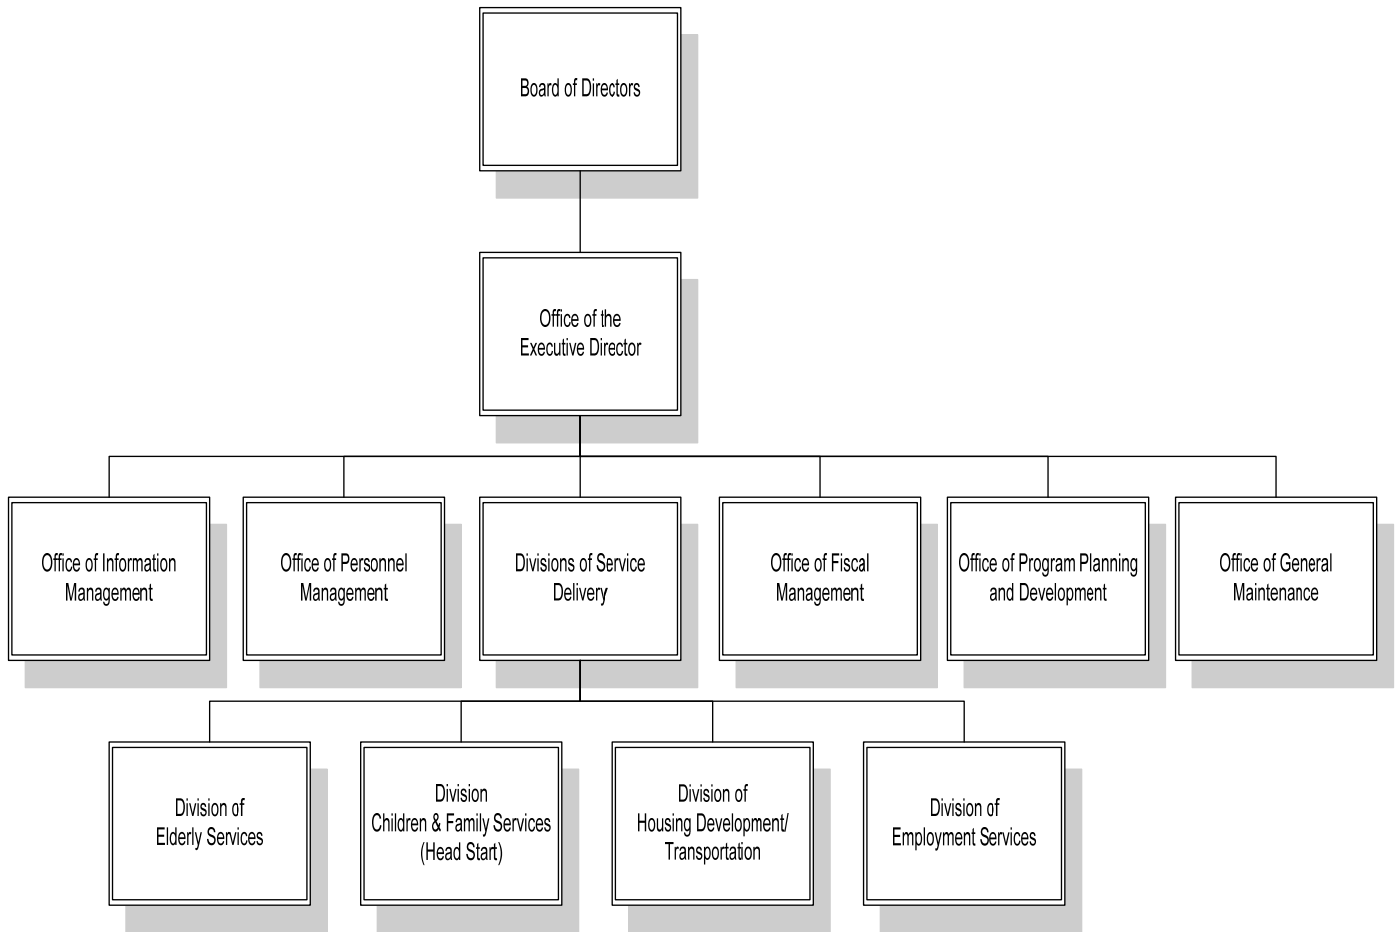 Board of Directors
Office of the
Executive Director
Office of Information
Management
Office of Personnel
Management
Divisions of Service
Delivery
Office of Fiscal
Management
Office of Program Planning
and Development
Office of General
Maintenance
Division of
Elderly Services
Division
Children & Family Services
(Head Start)
Division of
Housing Development/
Transportation
Division of
Employment Services